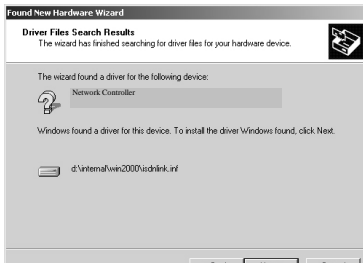 Found New Hardware Wizard
Driver Files Search Results
The wizard has finished searching for driver files for your hardware device.
The wizard found a driver for the following device:
Network Controller
Windows found a driver for this device. To install the driver Windows found, click Next.
d:\internal\win2000\isdnlink.inf